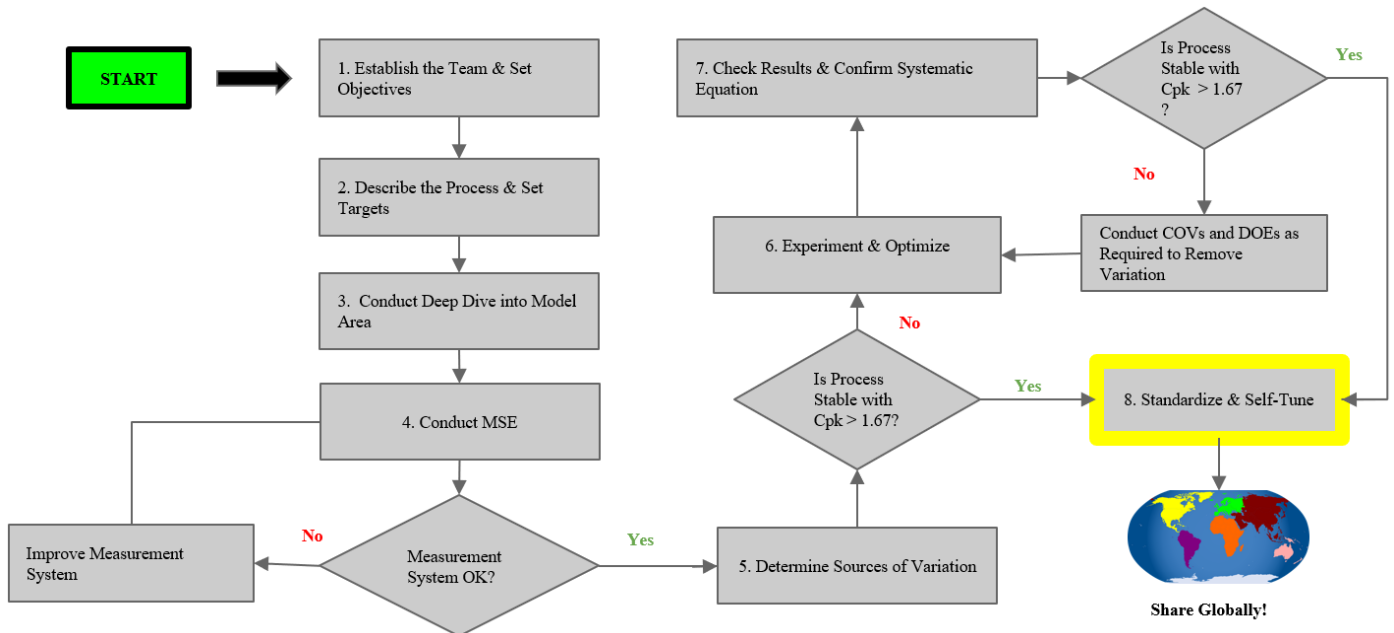 START
1. Establish the Team & Set
Objectives
2. Describe the Process & Set
Targets
3. Conduct Deep Dive into Model
Area
4. Conduct MSE
Measurement
System OK?
No
Improve Measurement
System
Yes
5. Determine Sources of Variation
Is Process
Stable with
Cpk > 1.67?
No
Yes
6. Experiment & Optimize
7. Check Results & Confirm Systematic
Equation
Is Process
Stable with
Cpk > 1.67
?
Yes
No
Conduct COVs and DOEs as
Required to Remove
Variation
8. Standardize & Self-Tune
Share Globally!